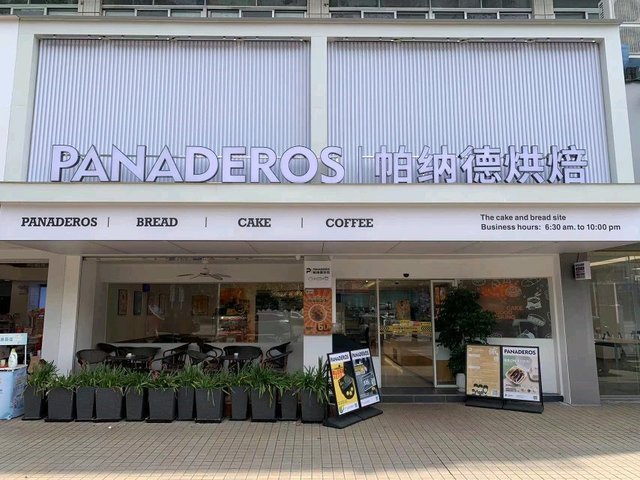 PANADEROS | 帕纳德烘焙
PANADEROS | BREAD | CAKE | COFFEE
The cake and bread site
Business hours: 6:30 am. to 10:00 pm
PANADEROS
PANADEROS
PANADEROS
CAKE